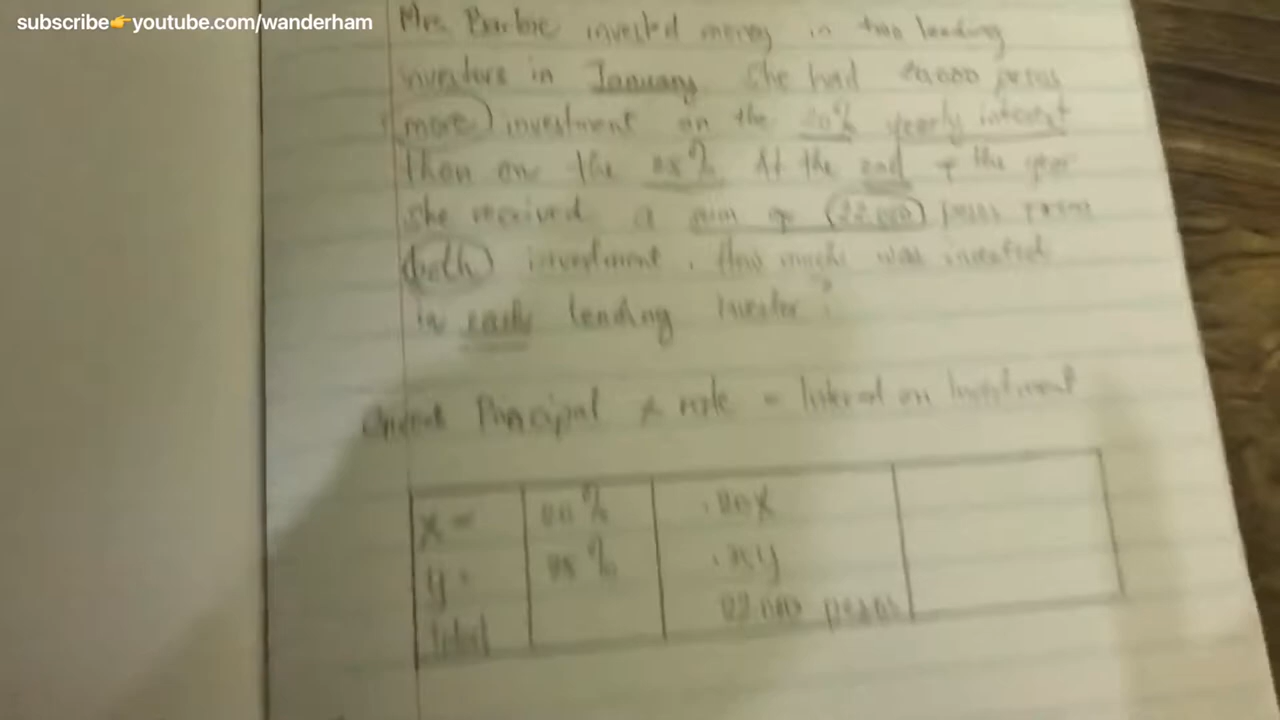 subscribe👉youtube.com/wanderham
Mrs. Barbie invested money in two lending
investors in January She had 20,000 pesos
more investment on the 20% yearly interest
than on the 25% At the end of the year
She received a sum of 22,000 pesos from
both investment. How much was invested
in each lending investor?
Principal x rate = Interest on Investment
x = 20% .20x
y = 25% .25y
total 22 000 pesos